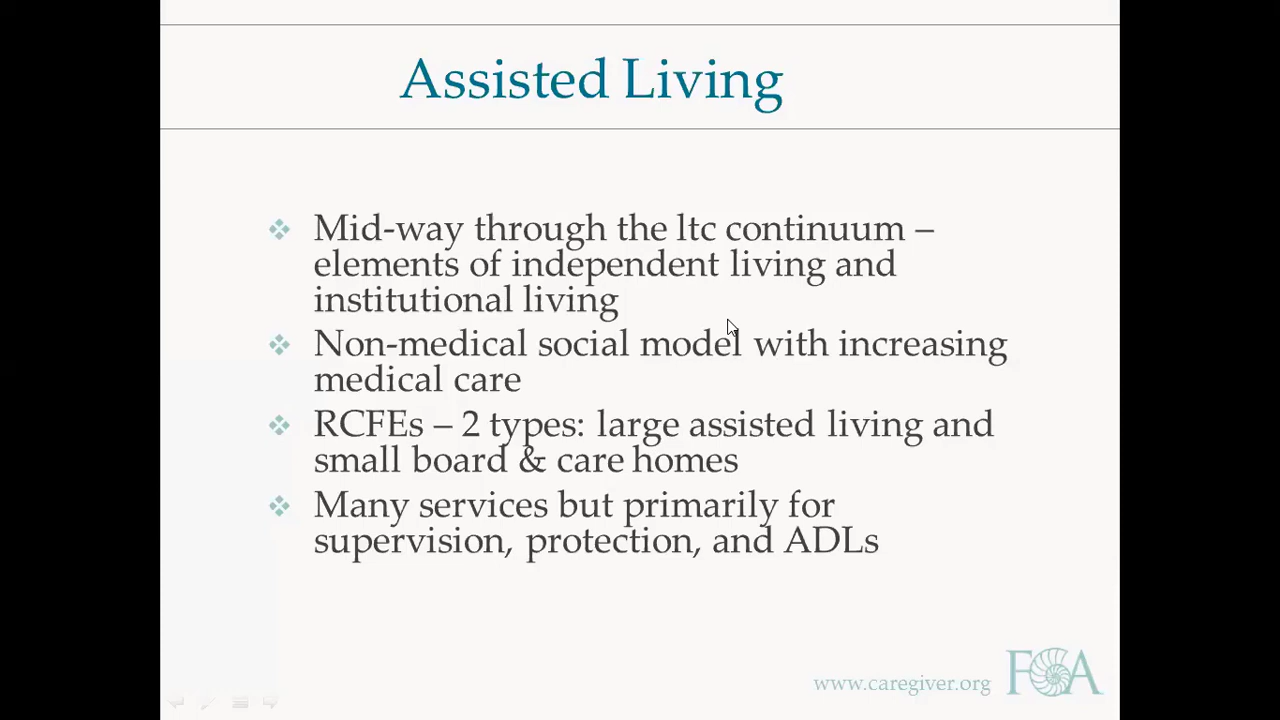 Assisted Living
Mid-way through the ltc continuum –
elements of independent living and
institutional living
Non-medical social model with increasing
medical care
RCFEs – 2 types: large assisted living and
small board & care homes
Many services but primarily for
supervision, protection, and ADLs
www.caregiver.org FCA